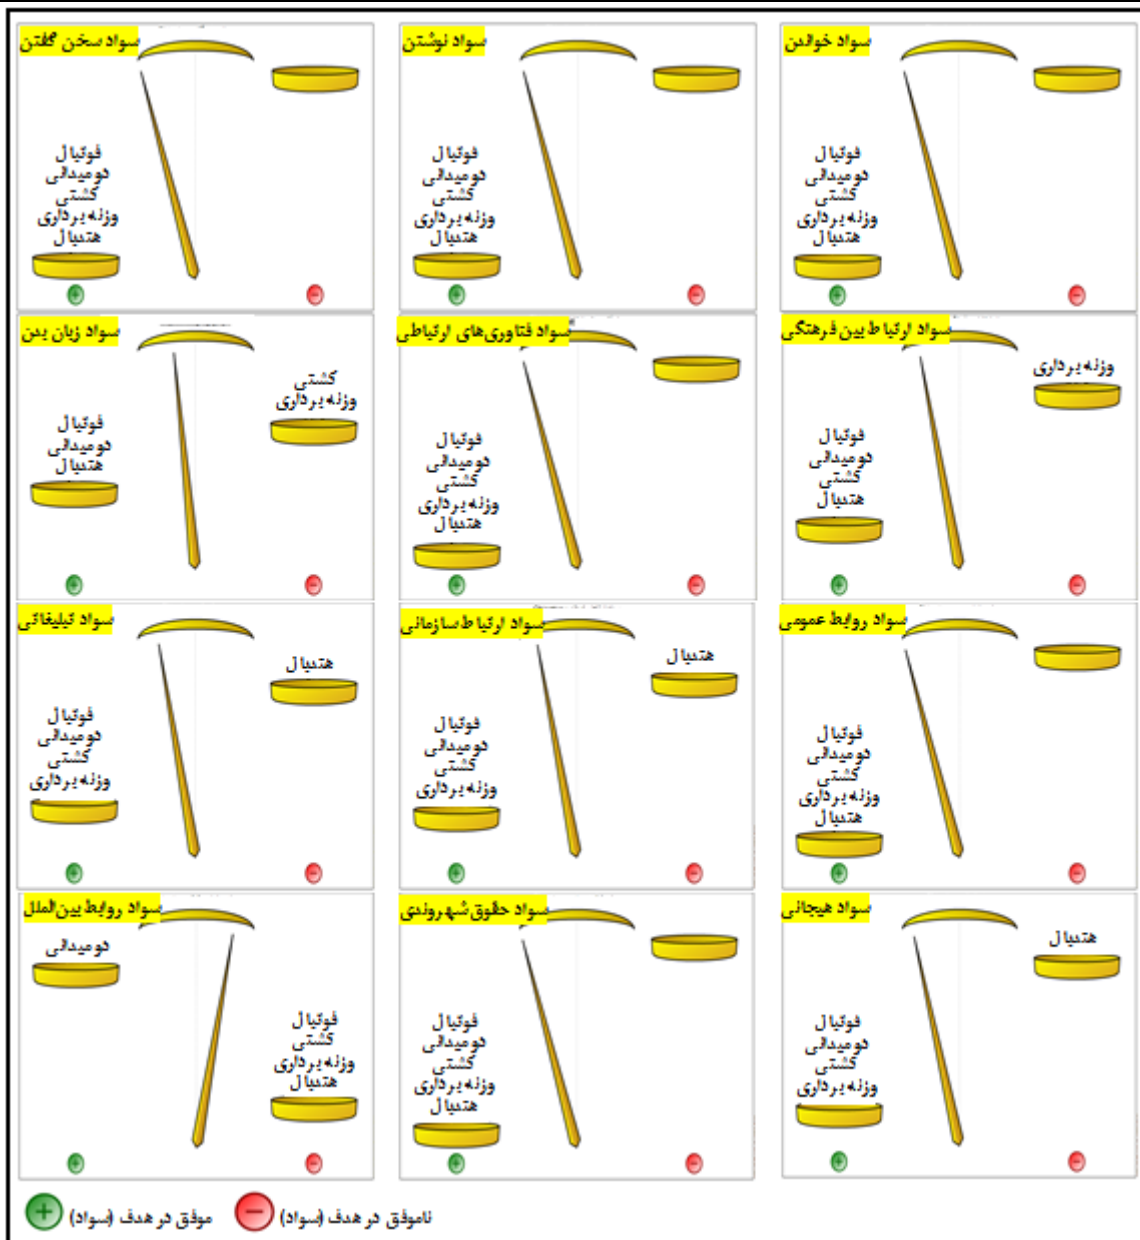 سواد خواندن
فوتبال
دومیدانی
کشتی
وزنه برداری
هندبال
سواد نوشتن
فوتبال
دومیدانی
کشتی
وزنه برداری
هندبال
سواد سخن گفتن
فوتبال
دومیدانی
کشتی
وزنه برداری
هندبال
سواد ارتباط بین فرهنگی
وزنه برداری
فوتبال
دومیدانی
کشتی
هندبال
سواد فناوری‌های ارتباطی
فوتبال
دومیدانی
کشتی
وزنه برداری
هندبال
سواد زبان بدن
کشتی
وزنه برداری
فوتبال
دومیدانی
هندبال
سواد روابط عمومی
فوتبال
دومیدانی
کشتی
وزنه برداری
هندبال
سواد ارتباط سازمانی
هندبال
فوتبال
دومیدانی
کشتی
وزنه برداری
سواد تبلیغاتی
هندبال
فوتبال
دومیدانی
کشتی
وزنه برداری
سواد هیجانی
هندبال
فوتبال
دومیدانی
کشتی
وزنه برداری
سواد حقوق شهروندی
فوتبال
دومیدانی
کشتی
وزنه برداری
هندبال
سواد روابط بین‌الملل
دومیدانی
فوتبال
کشتی
وزنه برداری
هندبال
موفق در هدف (سواد)
ناموفق در هدف (سواد)